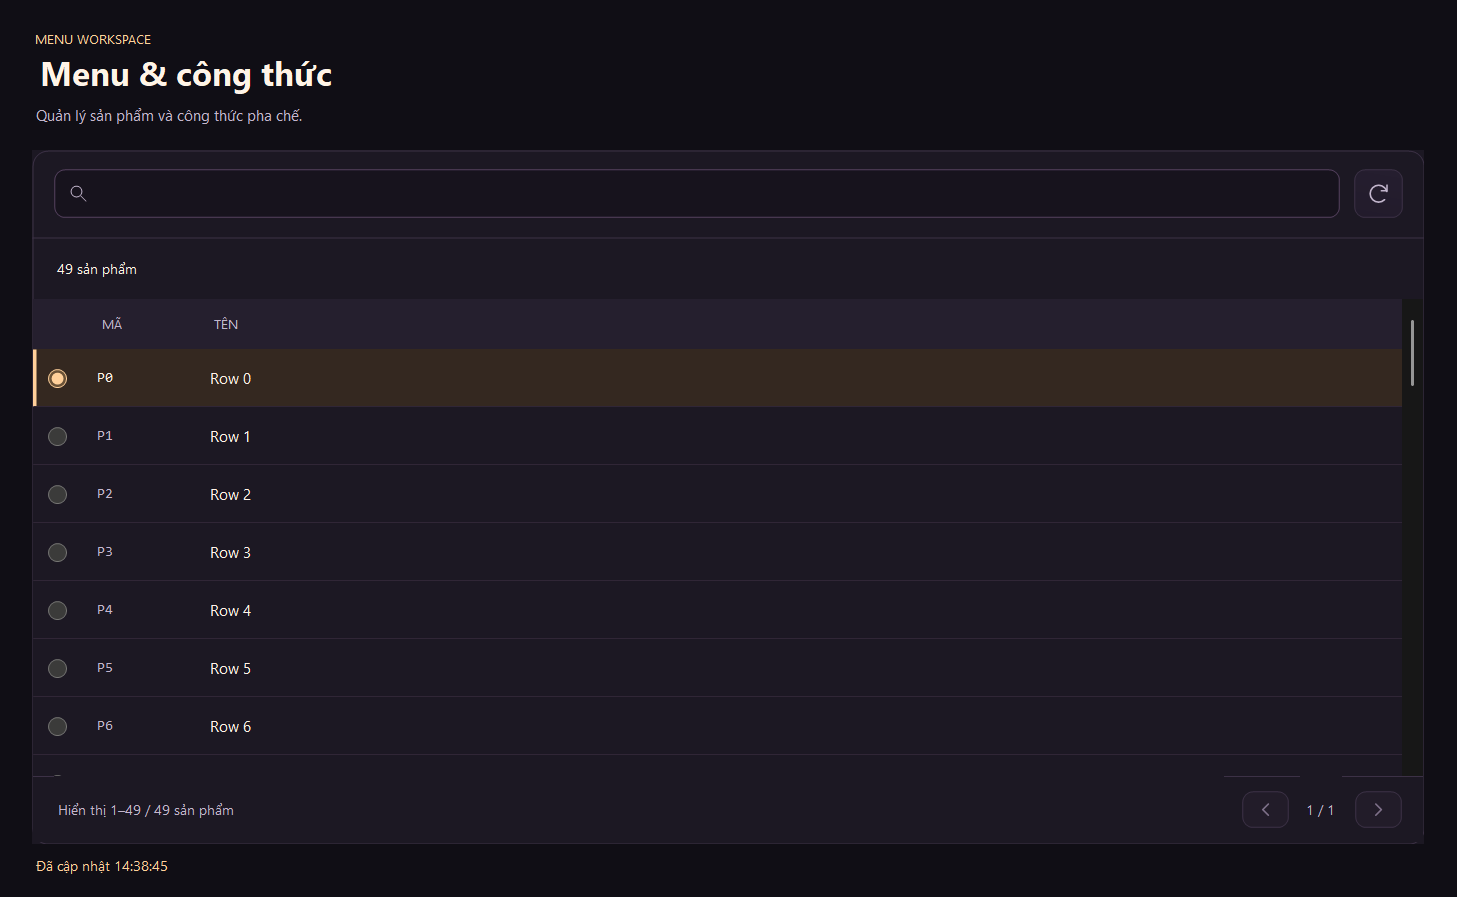 MENU WORKSPACE
Menu & công thức
Quản lý sản phẩm và công thức pha chế.
49 sản phẩm
MÃ TÊN
P0 Row 0
P1 Row 1
P2 Row 2
P3 Row 3
P4 Row 4
P5 Row 5
P6 Row 6
Hiển thị 1–49 / 49 sản phẩm
1 / 1
Đã cập nhật 14:38:45